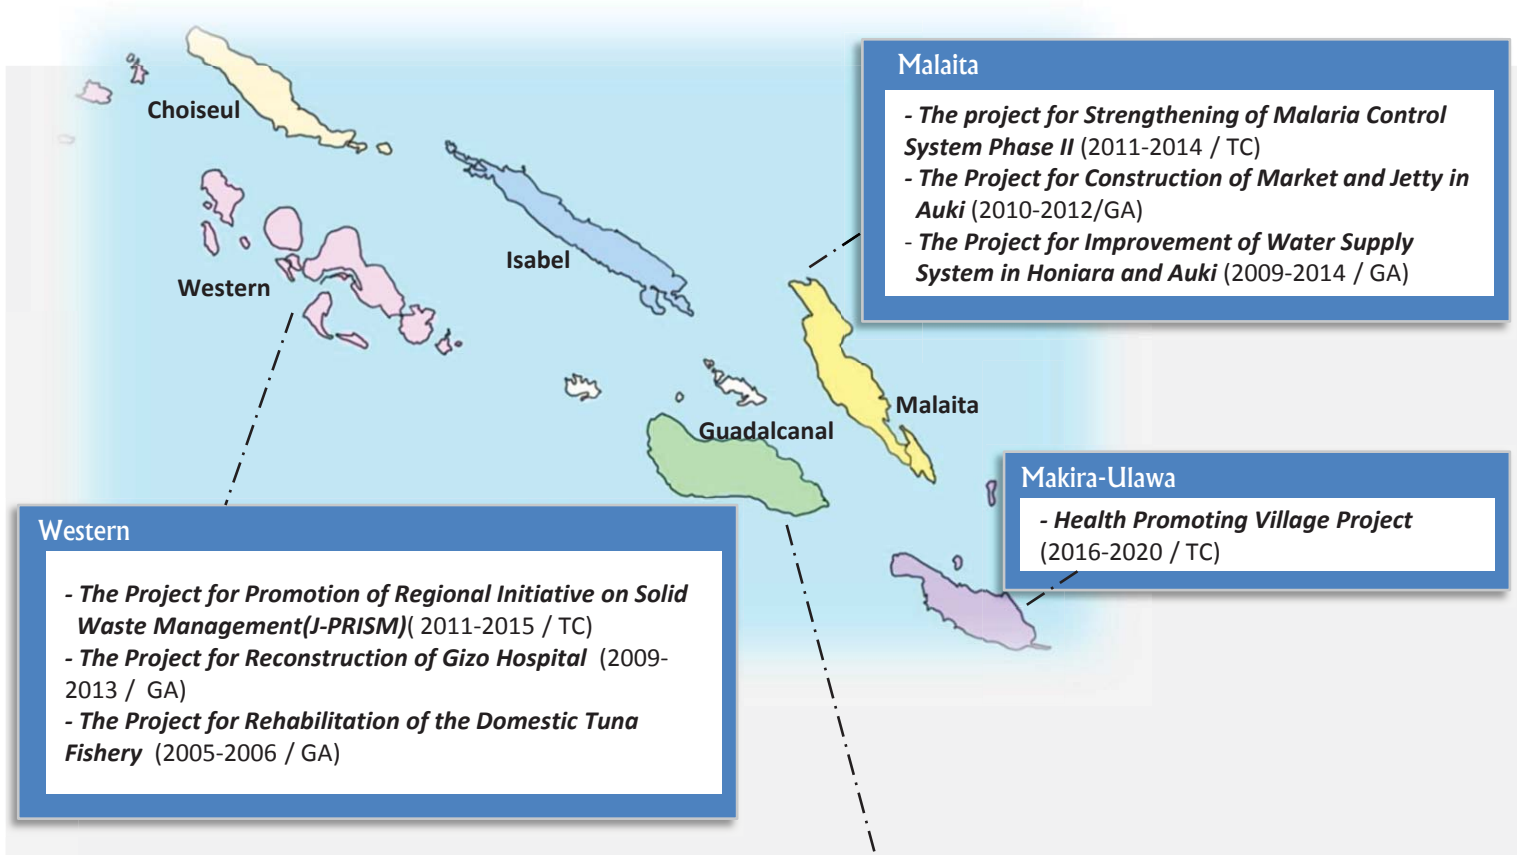 Choiseul
Western
Isabel
Guadalcanal
Malaita
Malaita
- The project for Strengthening of Malaria Control
System Phase II (2011-2014 / TC)
- The Project for Construction of Market and Jetty in
Auki (2010-2012/GA)
- The Project for Improvement of Water Supply
System in Honiara and Auki (2009-2014 / GA)
Makira-Ulawa
- Health Promoting Village Project
(2016-2020 / TC)
Western
- The Project for Promotion of Regional Initiative on Solid
Waste Management(J-PRISM)( 2011-2015 / TC)
- The Project for Reconstruction of Gizo Hospital (2009-
2013 / GA)
- The Project for Rehabilitation of the Domestic Tuna
Fishery (2005-2006 / GA)